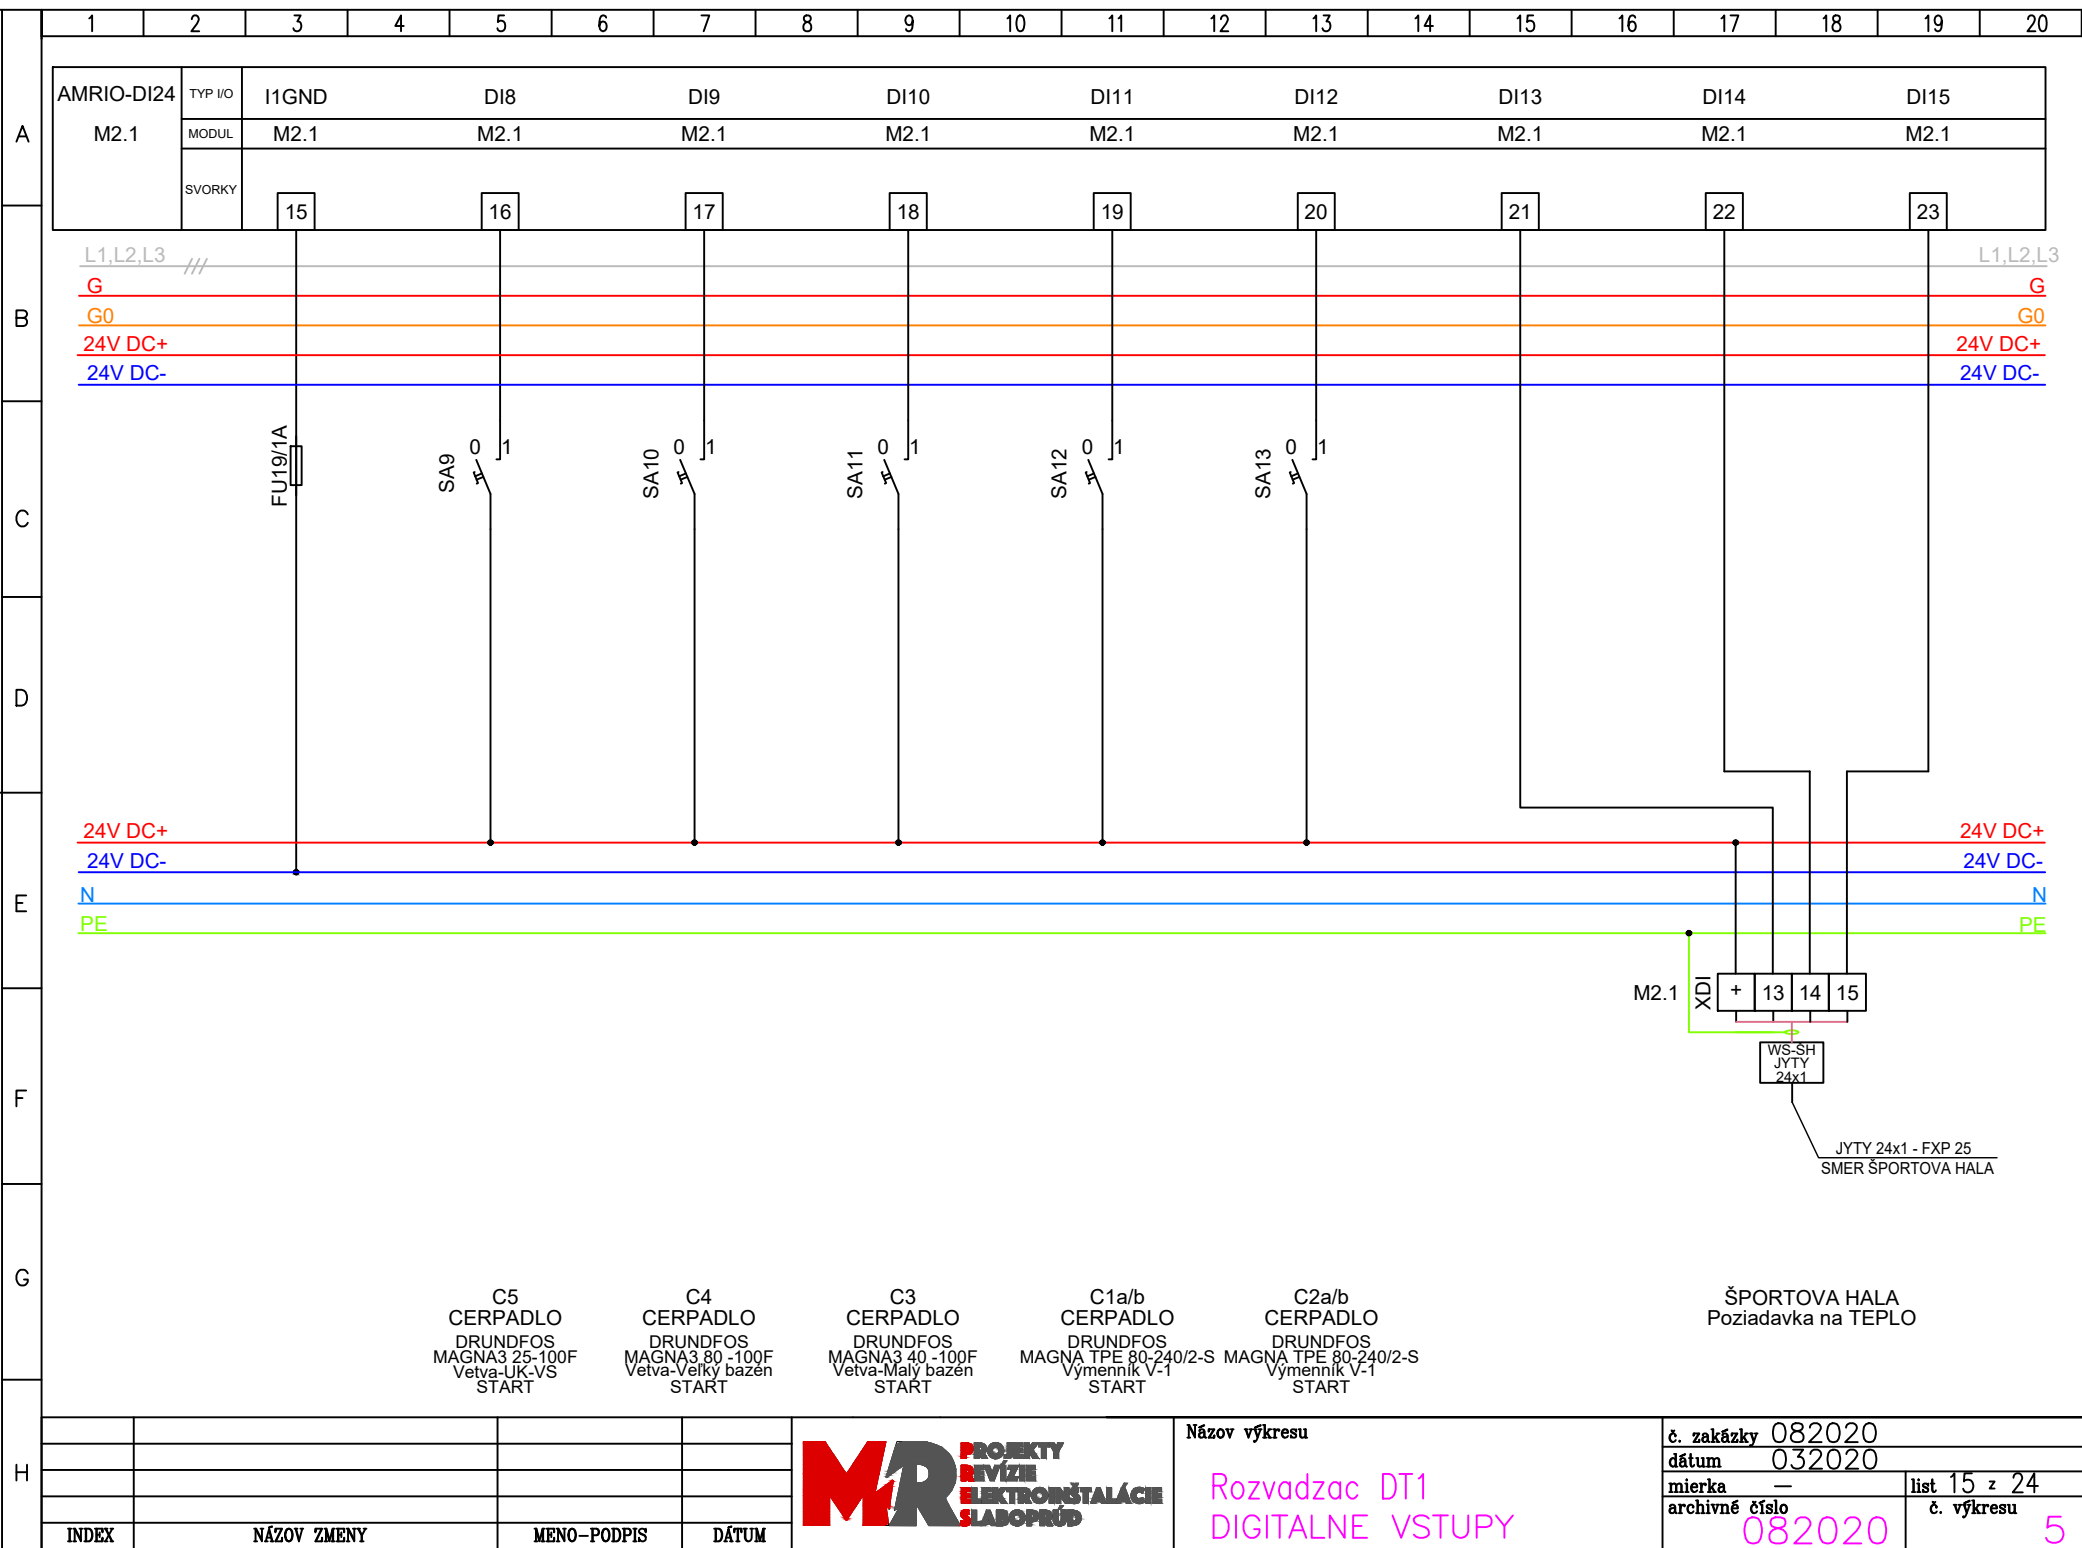 1 2 3 4 5 6 7 8 9 10 11 12 13 14 15 16 17 18 19 20
A
B
C
D
E
F
G
H
AMRIO-DI24 TYP I/O I1GND DI8 DI9 DI10 DI11 DI12 DI13 DI14 DI15
M2.1 MODUL M2.1 M2.1 M2.1 M2.1 M2.1 M2.1 M2.1 M2.1 M2.1
SVORKY
15 16 17 18 19 20 21 22 23
L1,L2,L3 L1,L2,L3
G G
G0 G0
24V DC+ 24V DC+
24V DC- 24V DC-
FU19/1A
SA9 0 1
SA10 0 1
SA11 0 1
SA12 0 1
SA13 0 1
24V DC+ 24V DC+
24V DC- 24V DC-
N N
PE PE
M2.1 XDI + 13 14 15
WS-ŠH
JYTY
24x1
JYTY 24x1 - FXP 25
SMER ŠPORTOVA HALA
C5
CERPADLO
DRUNDFOS
MAGNA3 25-100F
Vetva-UK-VS
START
C4
CERPADLO
DRUNDFOS
MAGNA3 80 -100F
Vetva-Veľký bazén
START
C3
CERPADLO
DRUNDFOS
MAGNA3 40 -100F
Vetva-Malý bazén
START
C1a/b
CERPADLO
DRUNDFOS
MAGNA TPE 80-240/2-S
Výmenník V-1
START
C2a/b
CERPADLO
DRUNDFOS
MAGNA TPE 80-240/2-S
Výmenník V-1
START
ŠPORTOVA HALA
Poziadavka na TEPLO
INDEX NÁZOV ZMENY MENO-PODPIS DÁTUM
MR
PROJEKTY
REVÍZIE
ELEKTROINŠTALÁCIE
SLABOPRÚD
Názov výkresu
Rozvadzac DT1
DIGITALNE VSTUPY
č. zakázky 082020
dátum 032020
mierka –
list 15 z 24
archivné číslo
082020
č. výkresu
5